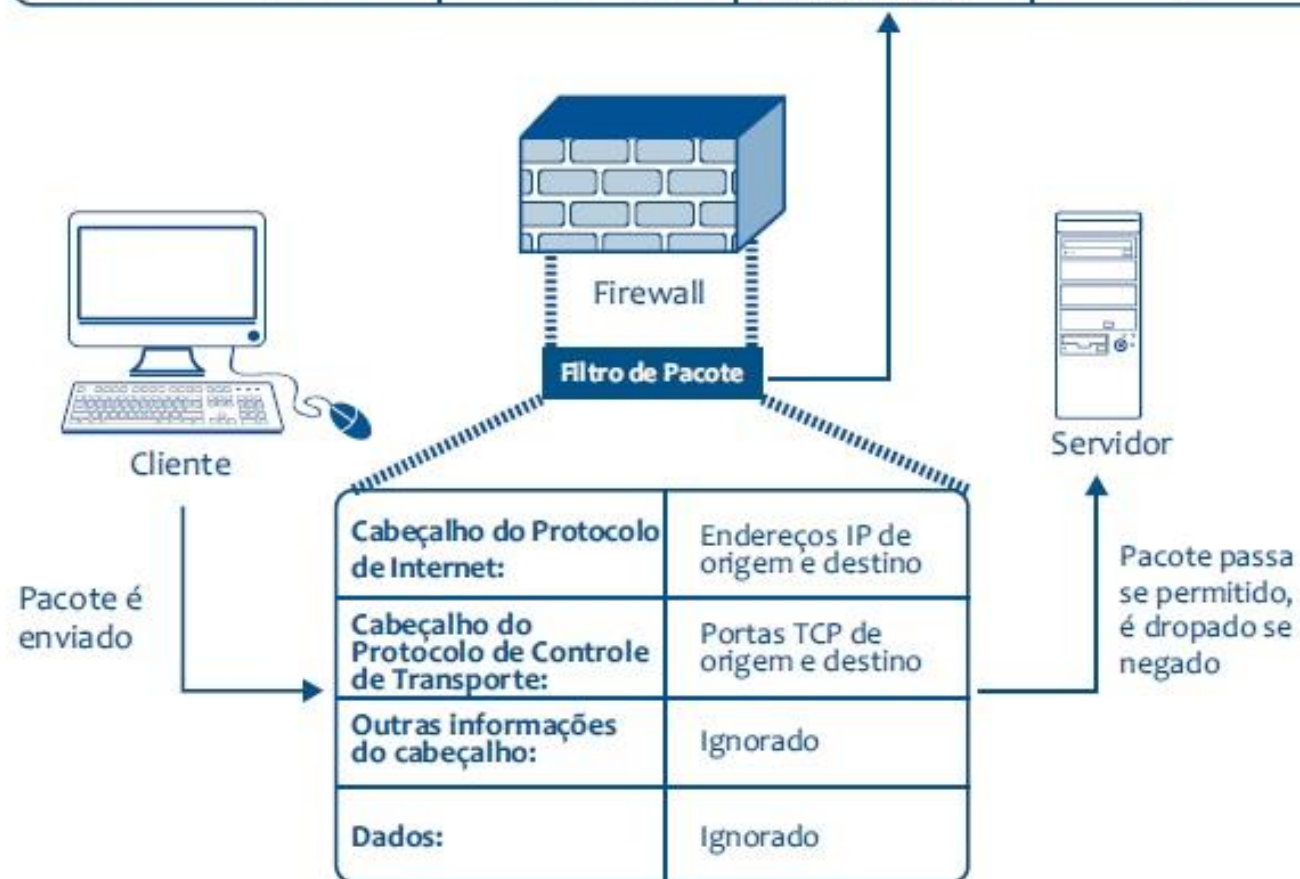 Firewall
Filtro de Pacote
Cliente
Servidor
Pacote é
enviado
Cabeçalho do Protocolo
de Internet:
Endereços IP de
origem e destino
Cabeçalho do
Protocolo de Controle
de Transporte:
Portas TCP de
origem e destino
Outras informações
do cabeçalho:
Ignorado
Dados:
Ignorado
Pacote passa
se permitido,
é dropado se
negado